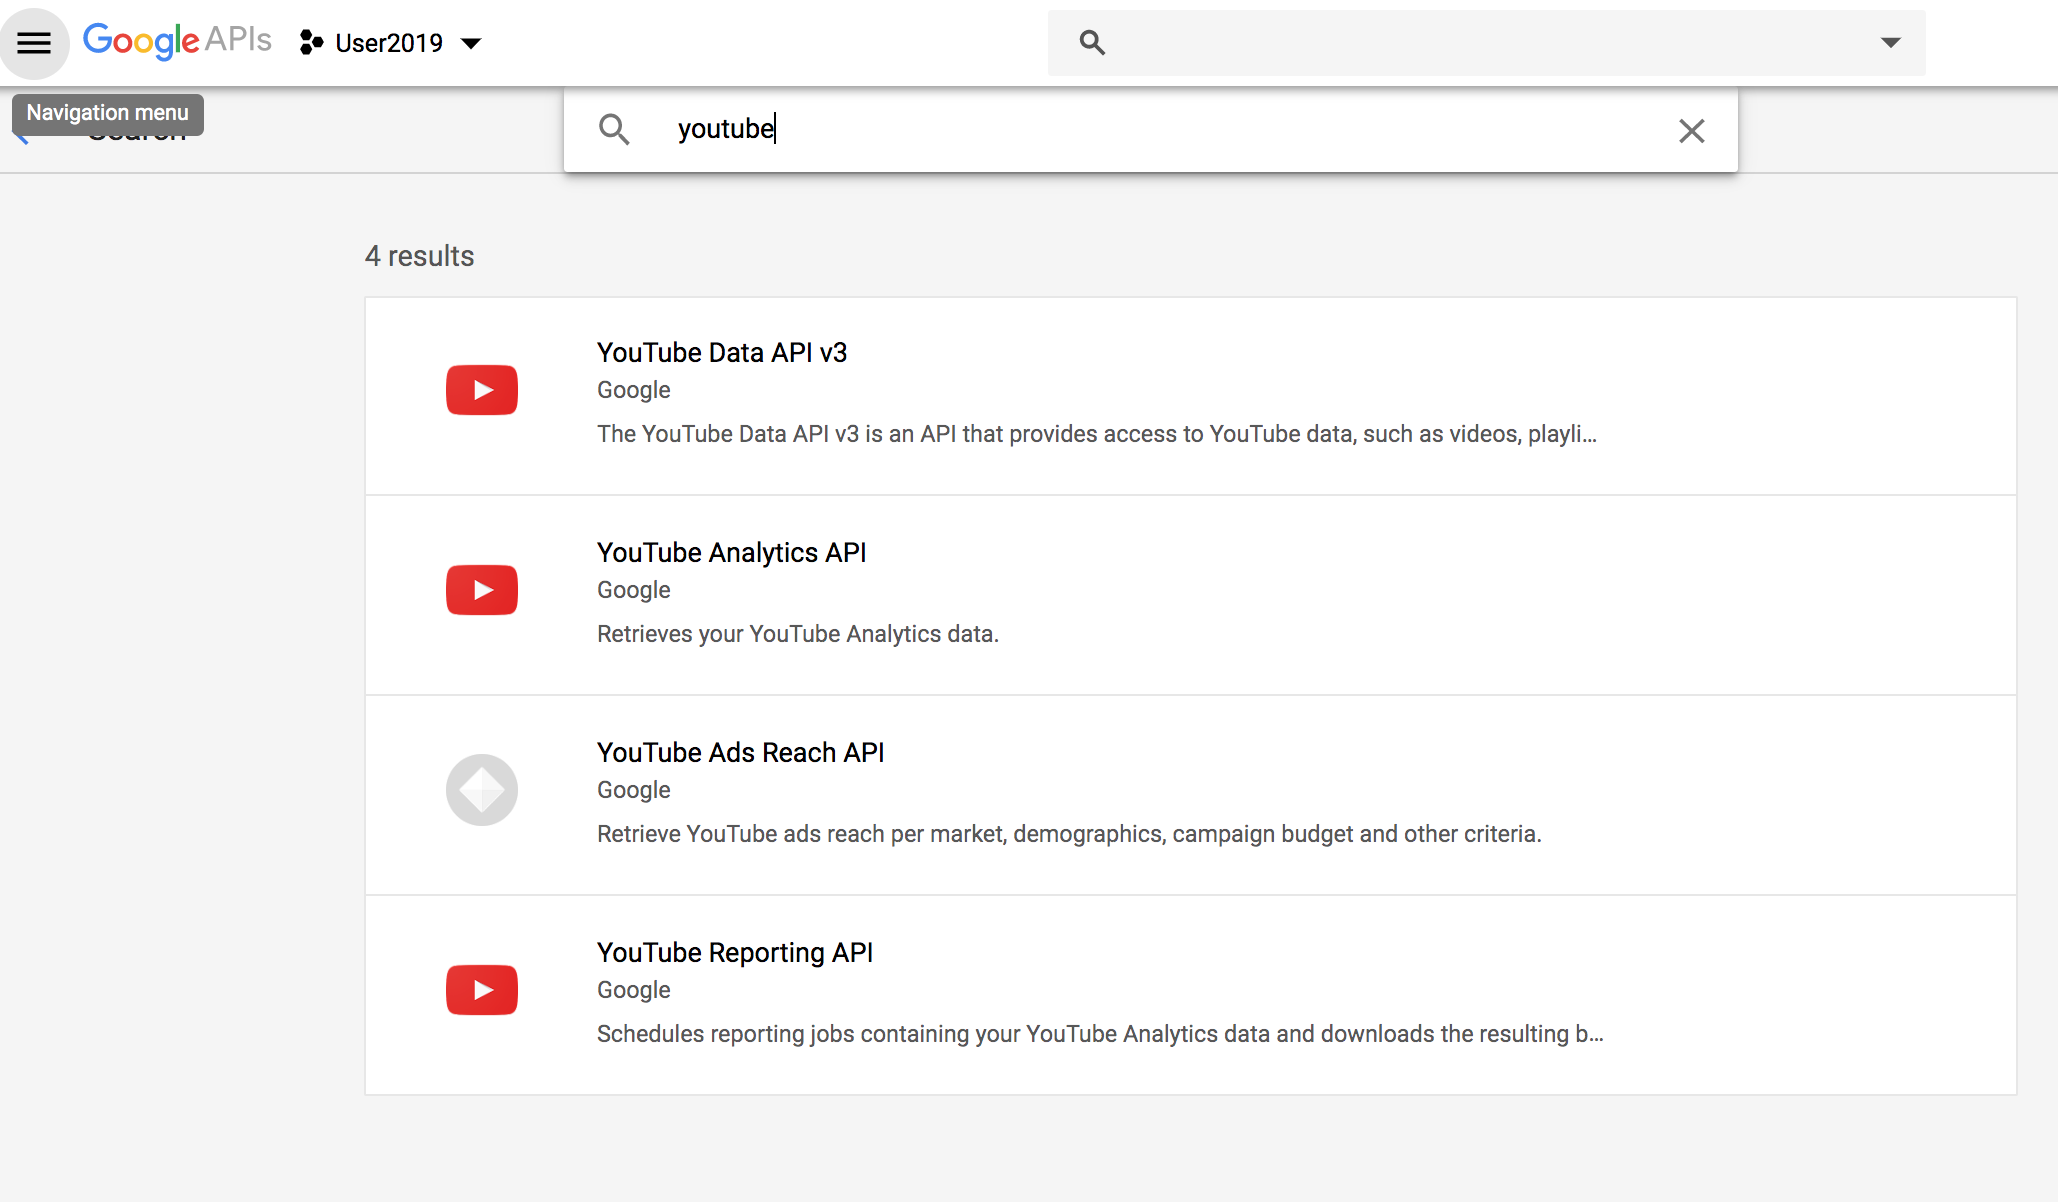 Google APIs User2019
Navigation menu
Search
youtube
4 results
YouTube Data API v3
Google
The YouTube Data API v3 is an API that provides access to YouTube data, such as videos, playli...
YouTube Analytics API
Google
Retrieves your YouTube Analytics data.
YouTube Ads Reach API
Google
Retrieve YouTube ads reach per market, demographics, campaign budget and other criteria.
YouTube Reporting API
Google
Schedules reporting jobs containing your YouTube Analytics data and downloads the resulting b...